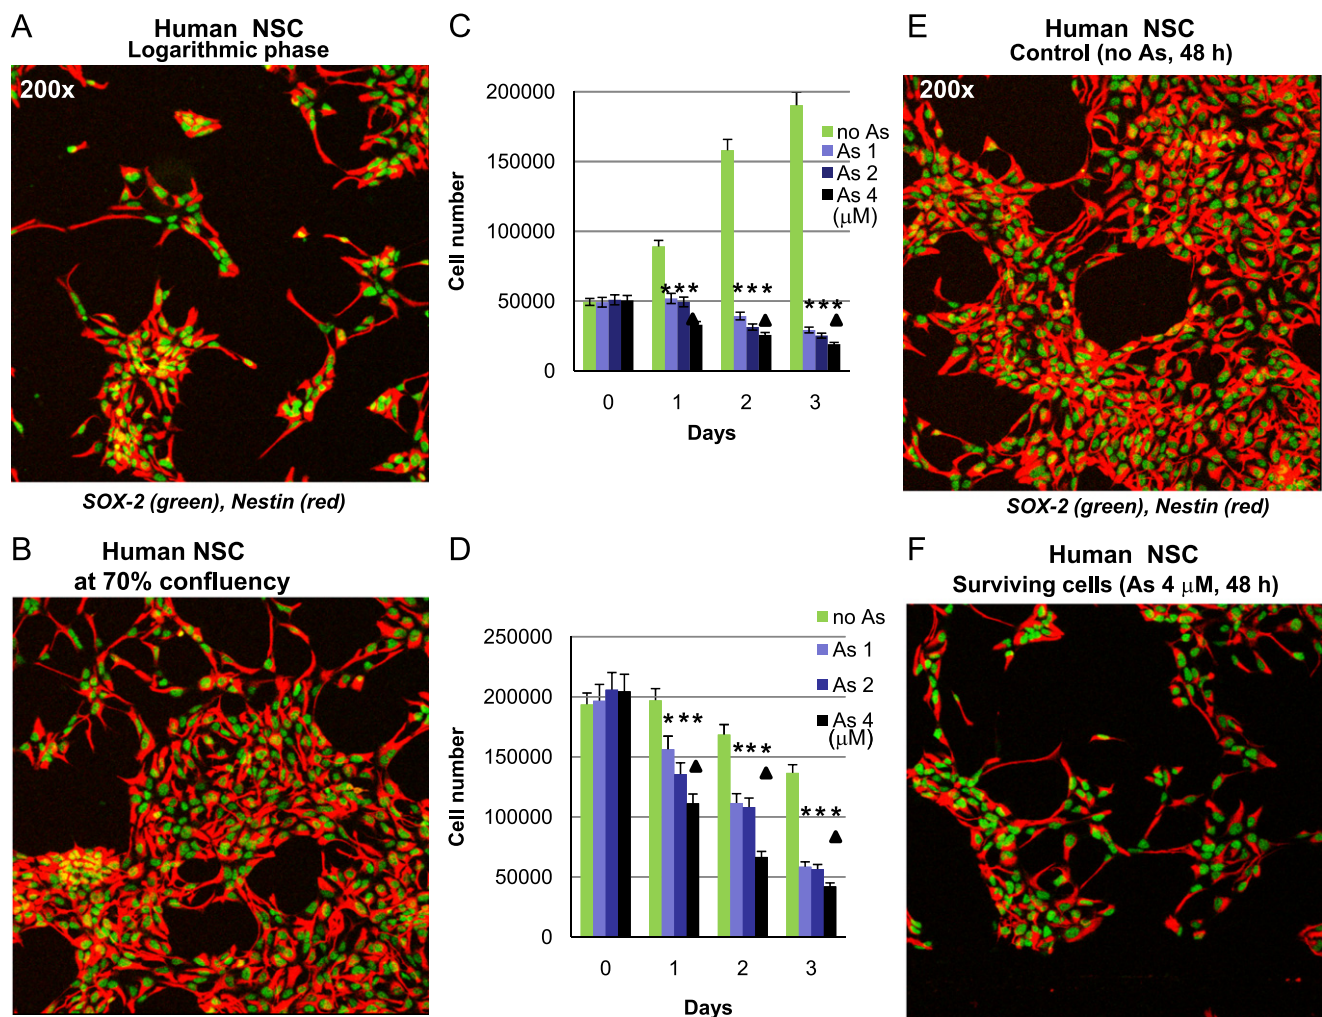 A
Human NSC
Logarithmic phase
200x
SOX-2 (green), Nestin (red)
B
Human NSC
at 70% confluency
C
Cell number
200000
150000
100000
50000
0
no As
As 1
As 2
As 4
(μM)
***
***
***
0 1 2 3
Days
D
Cell number
250000
200000
150000
100000
50000
0
no As
As 1
As 2
As 4
(μM)
***
***
***
0 1 2 3
Days
E
Human NSC
Control (no As, 48 h)
200x
SOX-2 (green), Nestin (red)
F
Human NSC
Surviving cells (As 4 μM, 48 h)